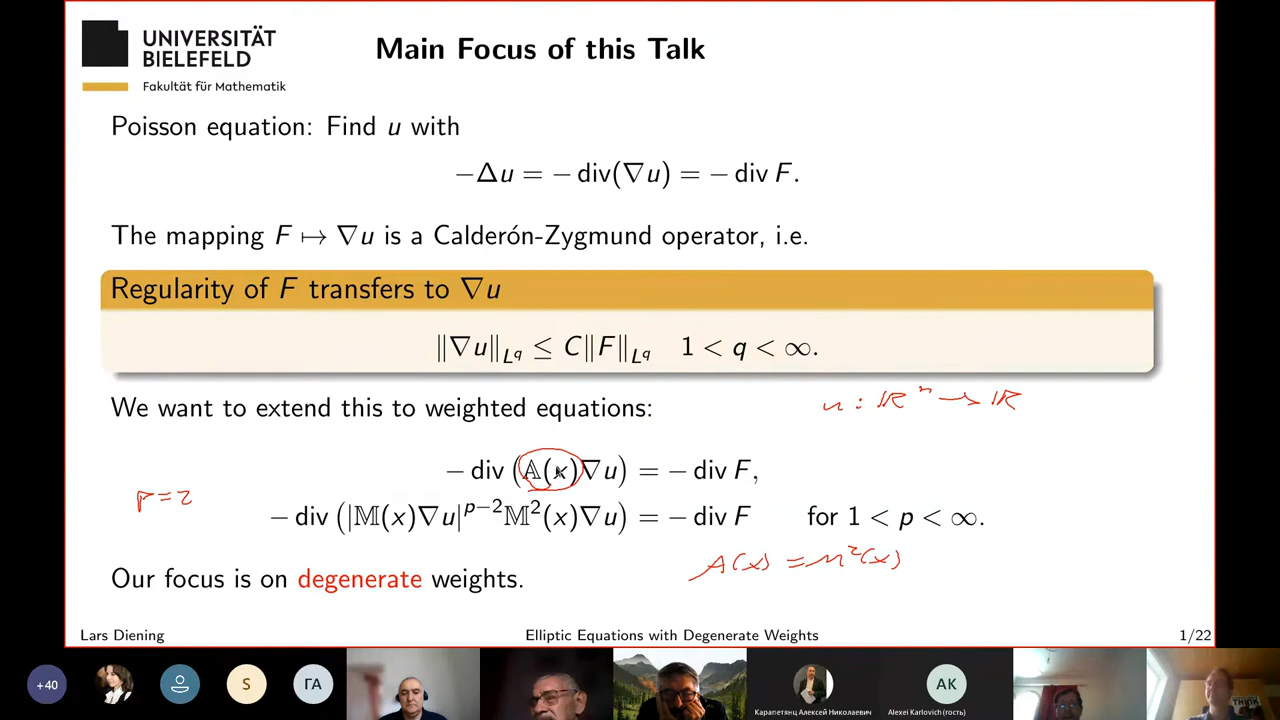 UNIVERSITÄT
BIELEFELD
Fakultät für Mathematik
Main Focus of this Talk
Poisson equation: Find u with
−Δu = − div(∇u) = − div F.
The mapping F ↦ ∇u is a Calderón-Zygmund operator, i.e.
Regularity of F transfers to ∇u
‖∇u‖_{L^q} ≤ C‖F‖_{L^q} 1 < q < ∞.
We want to extend this to weighted equations:
u : ℝ^n → ℝ
− div (𝔸(x)∇u) = − div F,
p = 2
− div (|𝕄(x)∇u|^{p−2}𝕄²(x)∇u) = − div F for 1 < p < ∞.
A(x) = M²(x)
Our focus is on degenerate weights.
Lars Diening Elliptic Equations with Degenerate Weights 1/22
+40 S ГА AK THINK
Карапетянц Алексей Николаевич Alexei Karlovich (гость)